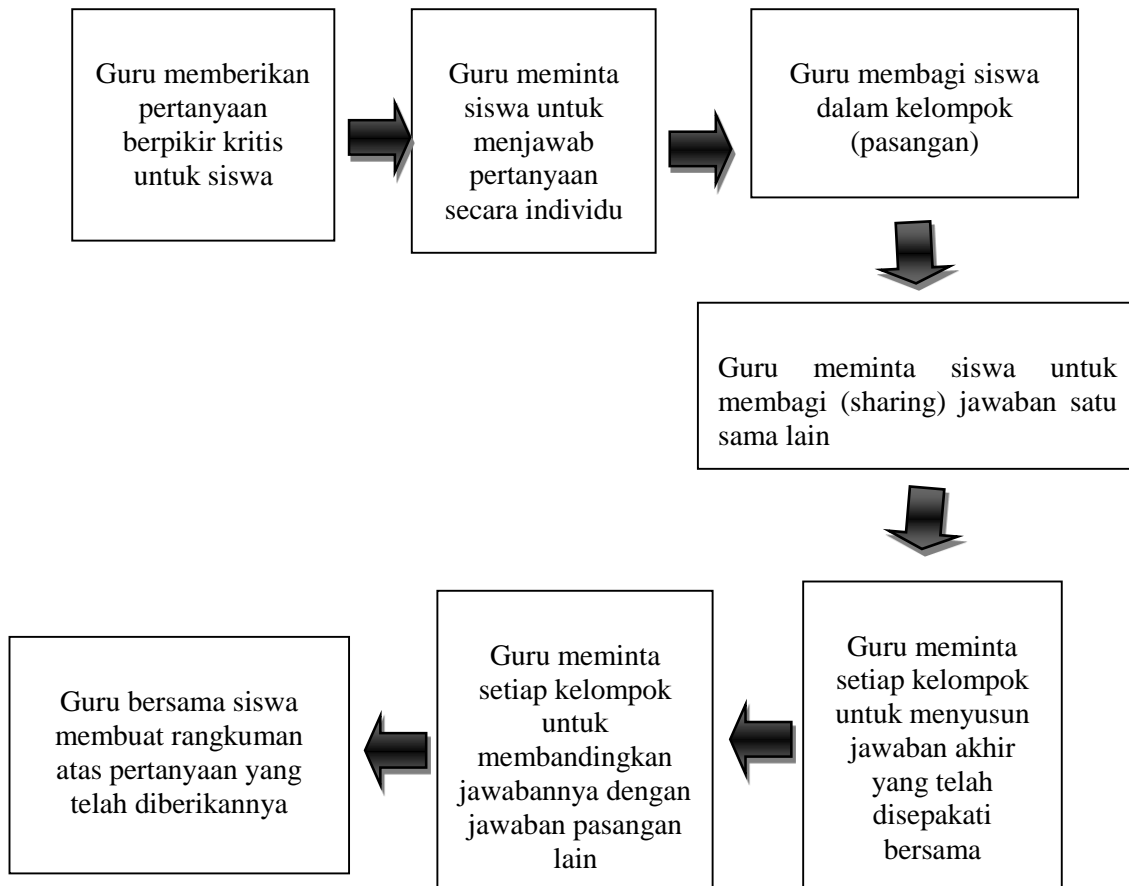 Guru memberikan
pertanyaan
berpikir kritis
untuk siswa
Guru meminta
siswa untuk
menjawab
pertanyaan
secara individu
Guru membagi siswa
dalam kelompok
(pasangan)
Guru meminta siswa untuk
membagi (sharing) jawaban satu
sama lain
Guru meminta
setiap kelompok
untuk menyusun
jawaban akhir
yang telah
disepakati
bersama
Guru meminta
setiap kelompok
untuk
membandingkan
jawabannya dengan
jawaban pasangan
lain
Guru bersama siswa
membuat rangkuman
atas pertanyaan yang
telah diberikannya